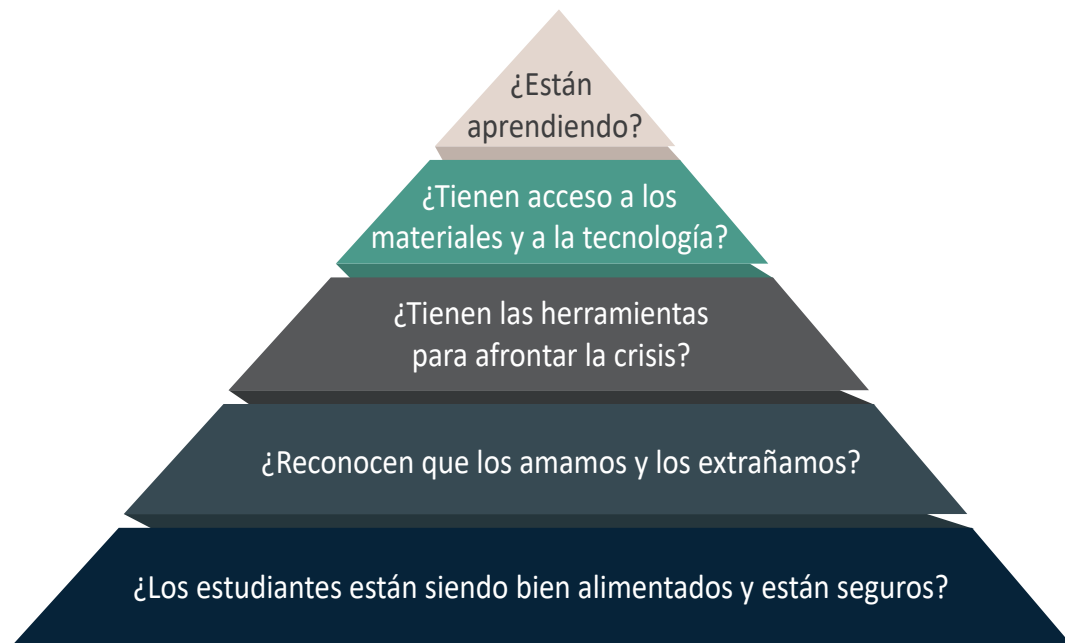 ¿Están
aprendiendo?
¿Tienen acceso a los
materiales y a la tecnología?
¿Tienen las herramientas
para afrontar la crisis?
¿Reconocen que los amamos y los extrañamos?
¿Los estudiantes están siendo bien alimentados y están seguros?